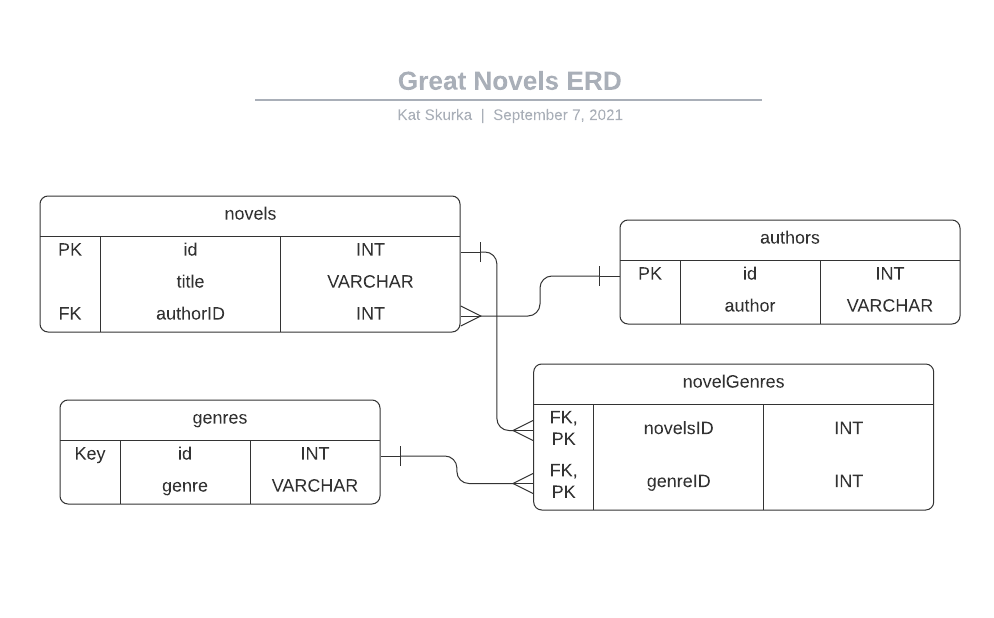 Great Novels ERD
Kat Skurka | September 7, 2021
novels
PK id INT
title VARCHAR
FK authorID INT
authors
PK id INT
author VARCHAR
genres
Key id INT
genre VARCHAR
novelGenres
FK,
PK novelsID INT
FK,
PK genreID INT